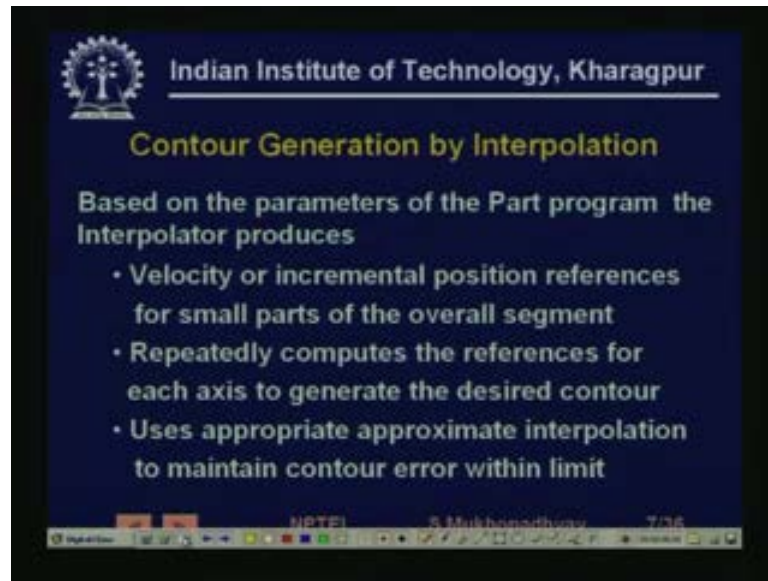 Indian Institute of Technology, Kharagpur
Contour Generation by Interpolation
Based on the parameters of the Part program the
Interpolator produces
• Velocity or incremental position references
for small parts of the overall segment
• Repeatedly computes the references for
each axis to generate the desired contour
• Uses appropriate approximate interpolation
to maintain contour error within limit
NPTEL S.Mukhopadhyay 7/36